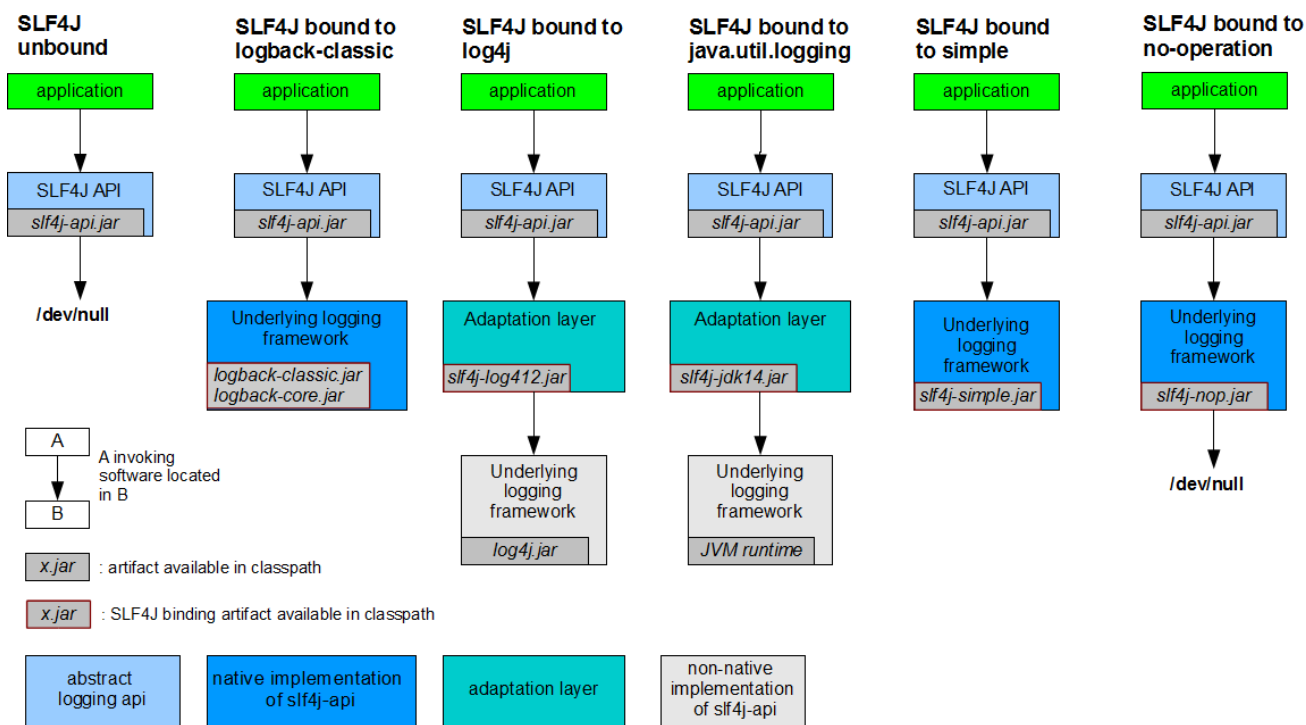 SLF4J
unbound
application
SLF4J API
slf4j-api.jar
/dev/null
SLF4J bound to
logback-classic
application
SLF4J API
slf4j-api.jar
Underlying logging
framework
logback-classic.jar
logback-core.jar
SLF4J bound to
log4j
application
SLF4J API
slf4j-api.jar
Adaptation layer
slf4j-log412.jar
Underlying
logging
framework
log4j.jar
SLF4J bound to
java.util.logging
application
SLF4J API
slf4j-api.jar
Adaptation layer
slf4j-jdk14.jar
Underlying
logging
framework
JVM runtime
SLF4J bound
to simple
application
SLF4J API
slf4j-api.jar
Underlying
logging
framework
slf4j-simple.jar
SLF4J bound to
no-operation
application
SLF4J API
slf4j-api.jar
Underlying
logging
framework
slf4j-nop.jar
/dev/null
A
B
A invoking
software located
in B
x.jar : artifact available in classpath
x.jar : SLF4J binding artifact available in classpath
abstract
logging api
native implementation
of slf4j-api
adaptation layer
non-native
implementation
of slf4j-api